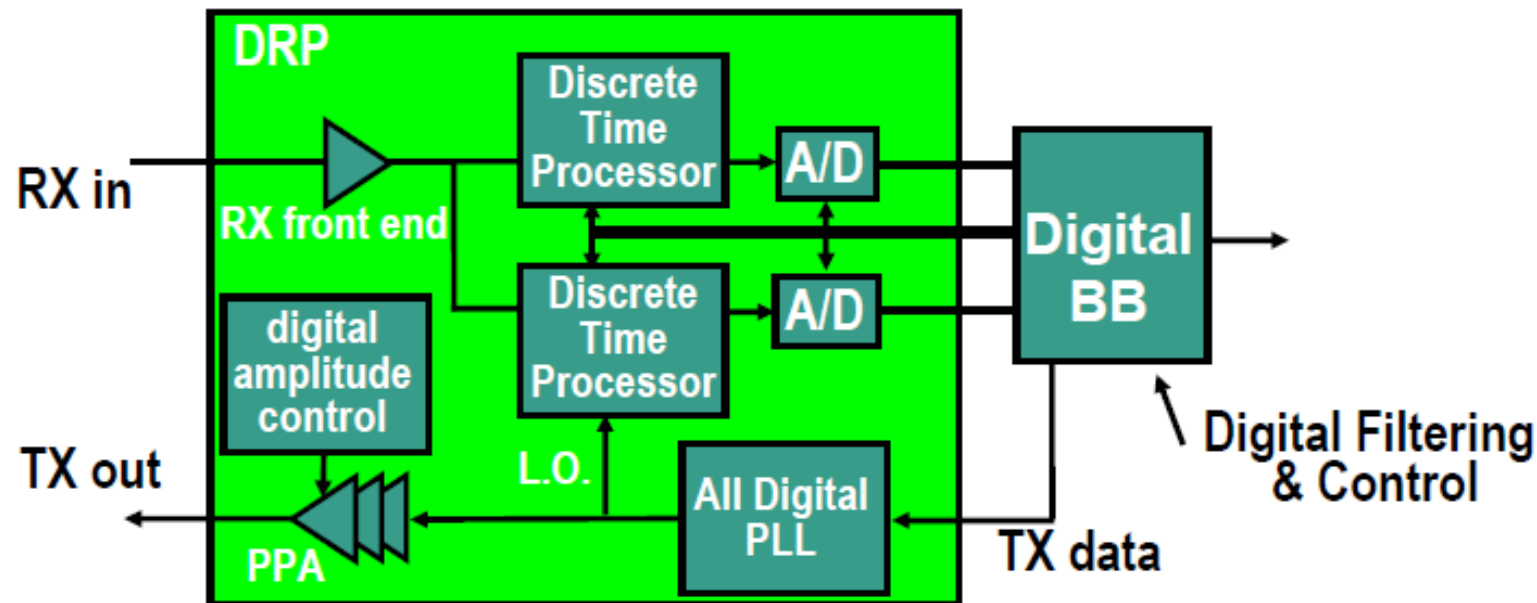 DRP
Discrete
Time
Processor
A/D
RX in
RX front end
Digital
BB
Discrete
Time
Processor
A/D
digital
amplitude
control
Digital Filtering
& Control
TX out
L.O.
All Digital
PLL
PPA
TX data